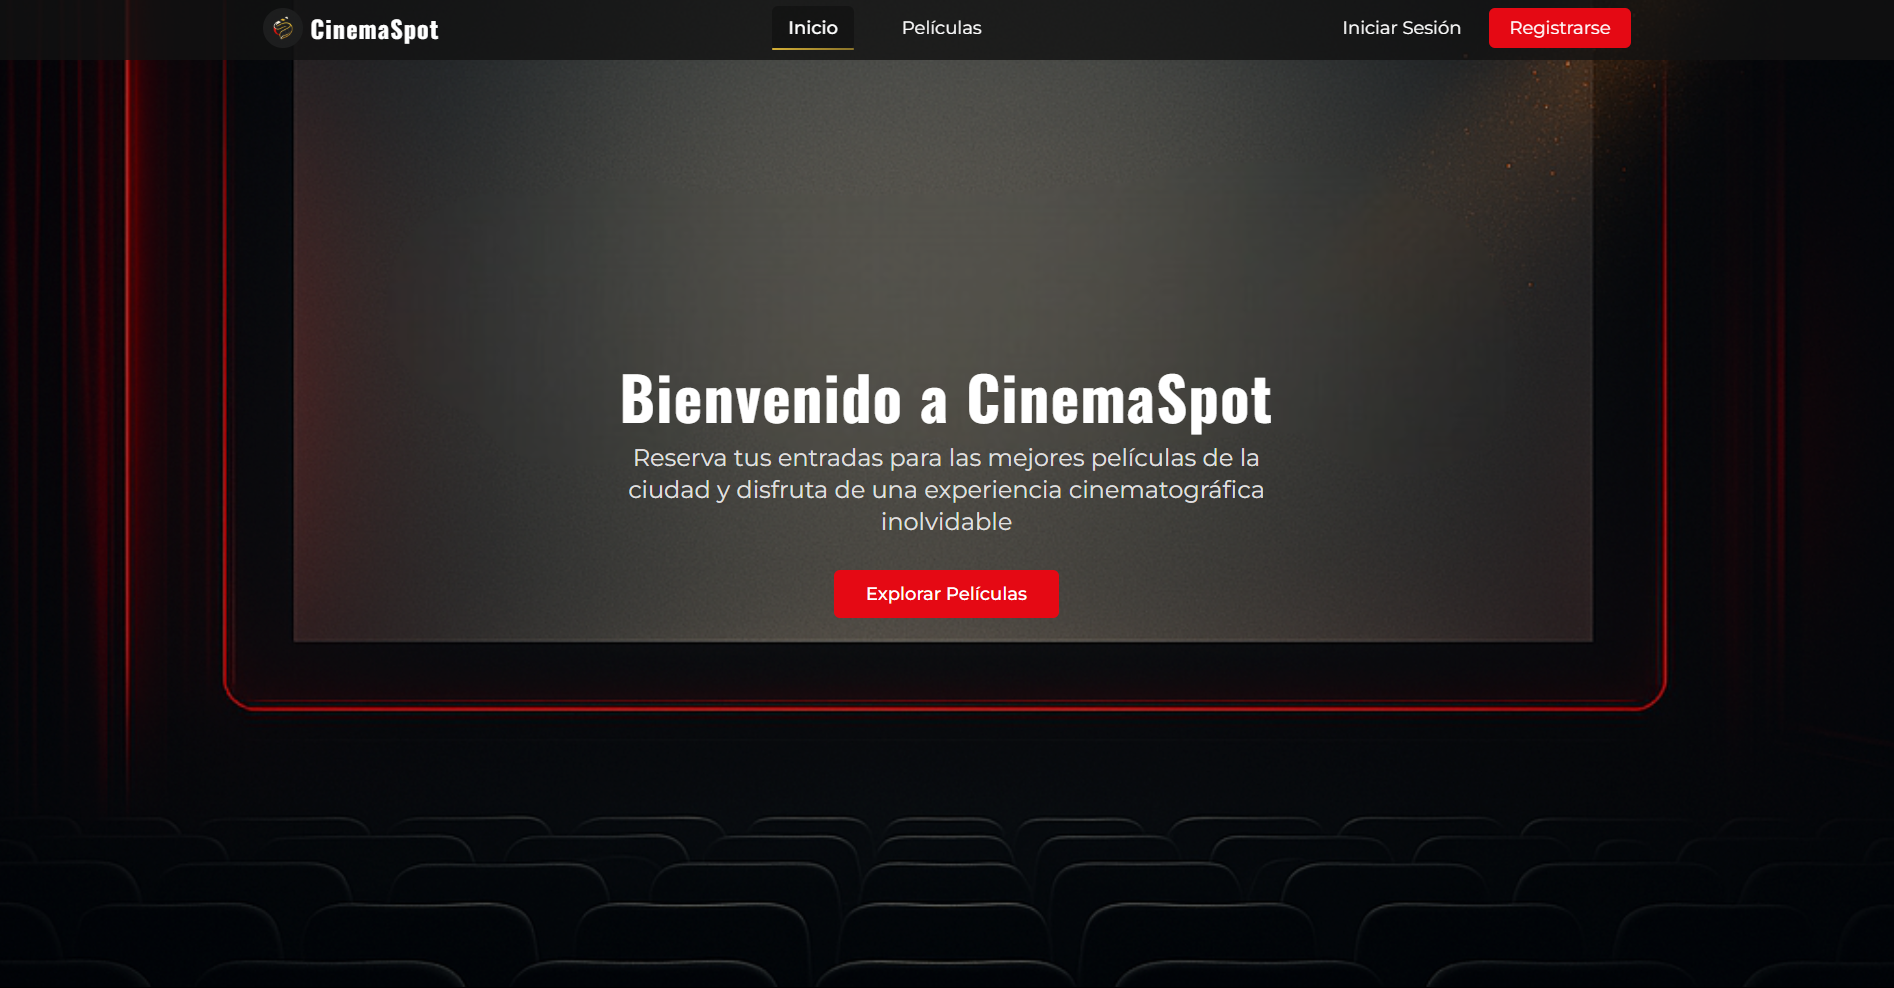 CinemaSpot
Inicio
Películas
Iniciar Sesión
Registrarse
Bienvenido a CinemaSpot
Reserva tus entradas para las mejores películas de la
ciudad y disfruta de una experiencia cinematográfica
inolvidable
Explorar Películas